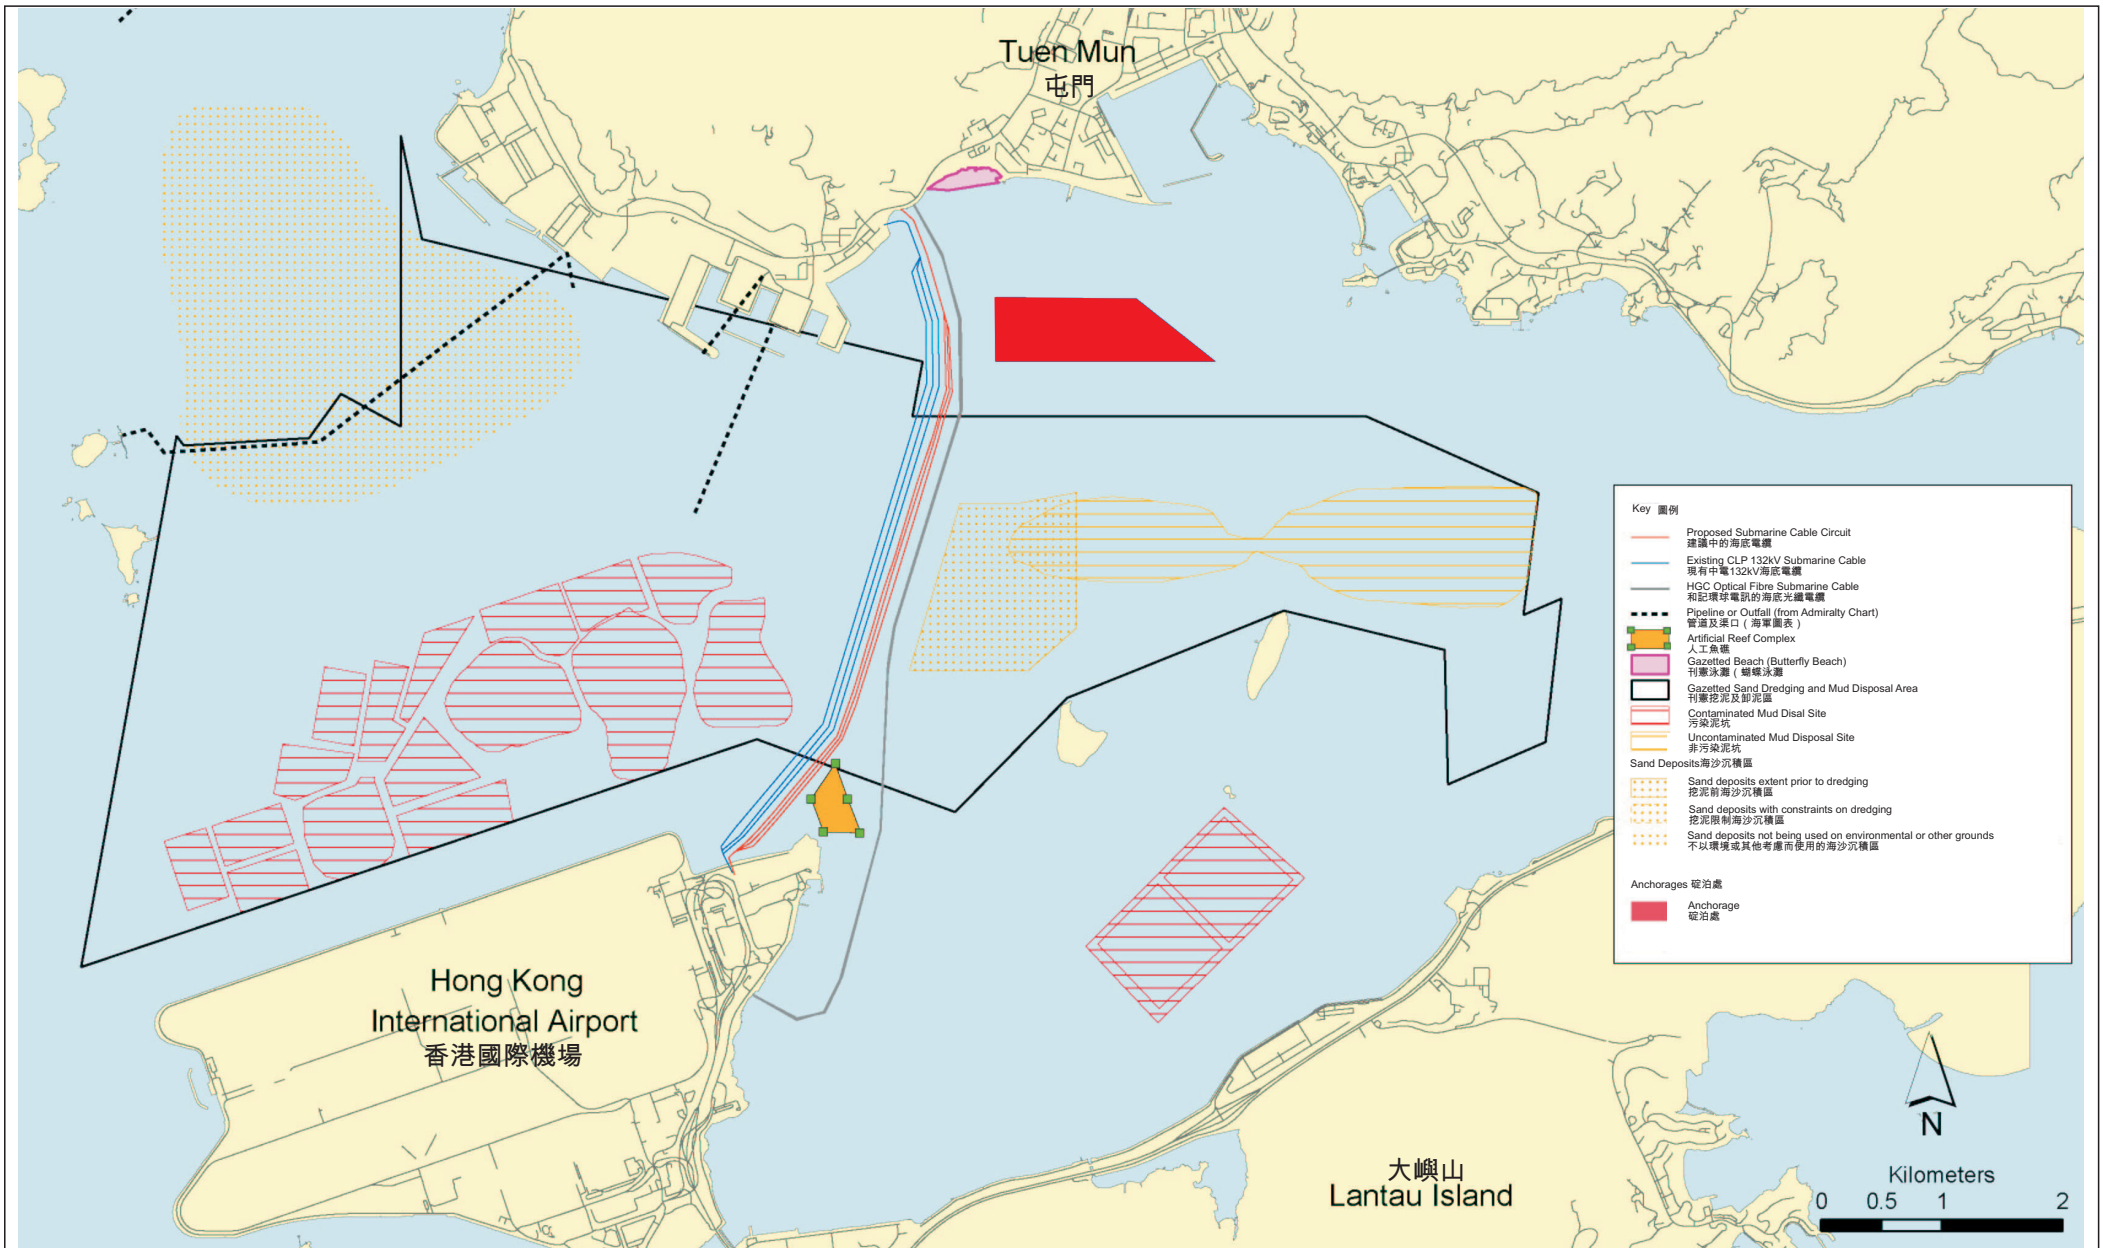 Tuen Mun
屯門
Key 圖例
Proposed Submarine Cable Circuit
建議中的海底電纜
Existing CLP 132kV Submarine Cable
現有中電132kV海底電纜
HGC Optical Fibre Submarine Cable
和記環球電訊的海底光纖電纜
Pipeline or Outfall (from Admiralty Chart)
管道及渠口 ( 海軍圖表 )
Artificial Reef Complex
人工魚礁
Gazetted Beach (Butterfly Beach)
刊憲泳灘 ( 蝴蝶泳灘
Gazetted Sand Dredging and Mud Disposal Area
刊憲挖泥及卸泥區
Contaminated Mud Disal Site
污染泥坑
Uncontaminated Mud Disposal Site
非污染泥坑
Sand Deposits海沙沉積區
Sand deposits extent prior to dredging
挖泥前海沙沉積區
Sand deposits with constraints on dredging
挖泥限制海沙沉積區
Sand deposits not being used on environmental or other grounds
不以環境或其他考慮而使用的海沙沉積區
Anchorages 碇泊處
Anchorage
碇泊處
Hong Kong
International Airport
香港國際機場
大嶼山
Lantau Island
N
Kilometers
0 0.5 1 2